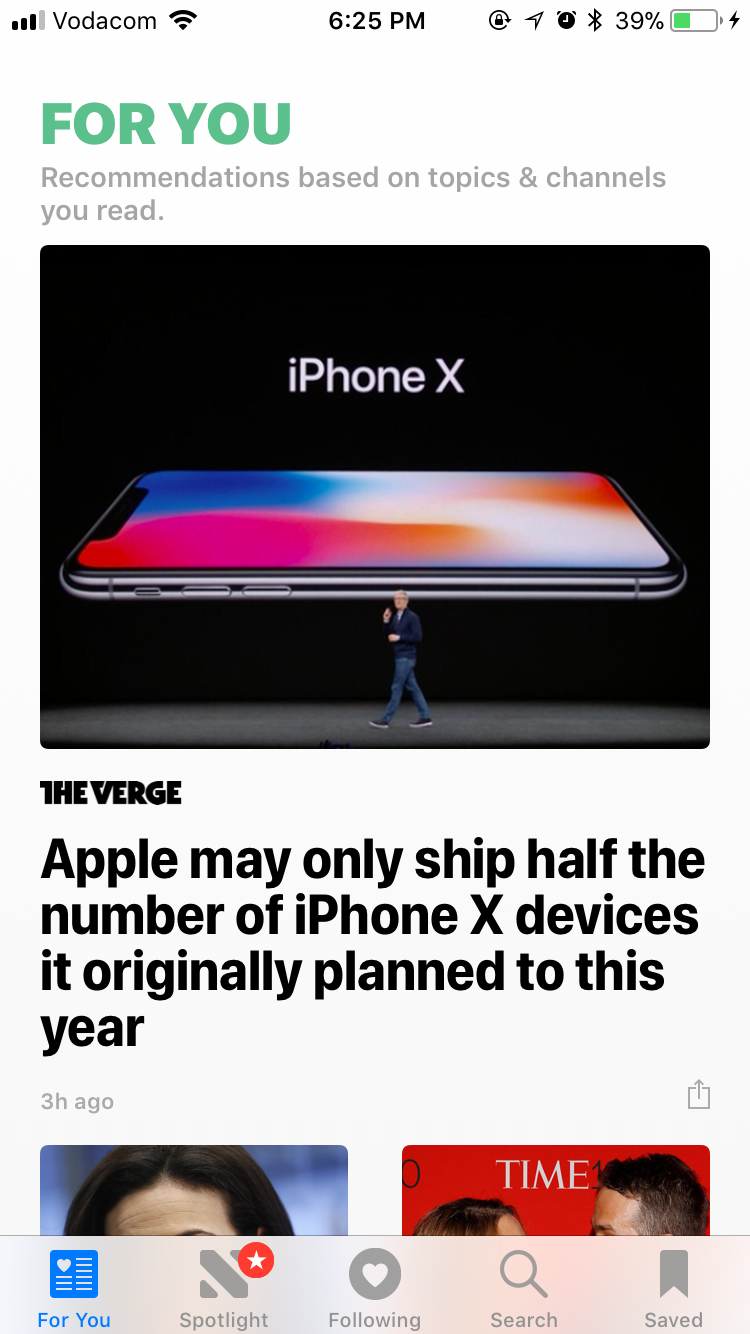 Vodacom 6:25 PM 39%
FOR YOU
Recommendations based on topics & channels
you read.
iPhone X
THE VERGE
Apple may only ship half the
number of iPhone X devices
it originally planned to this
year
3h ago
0 TIME 1
For You Spotlight Following Search Saved